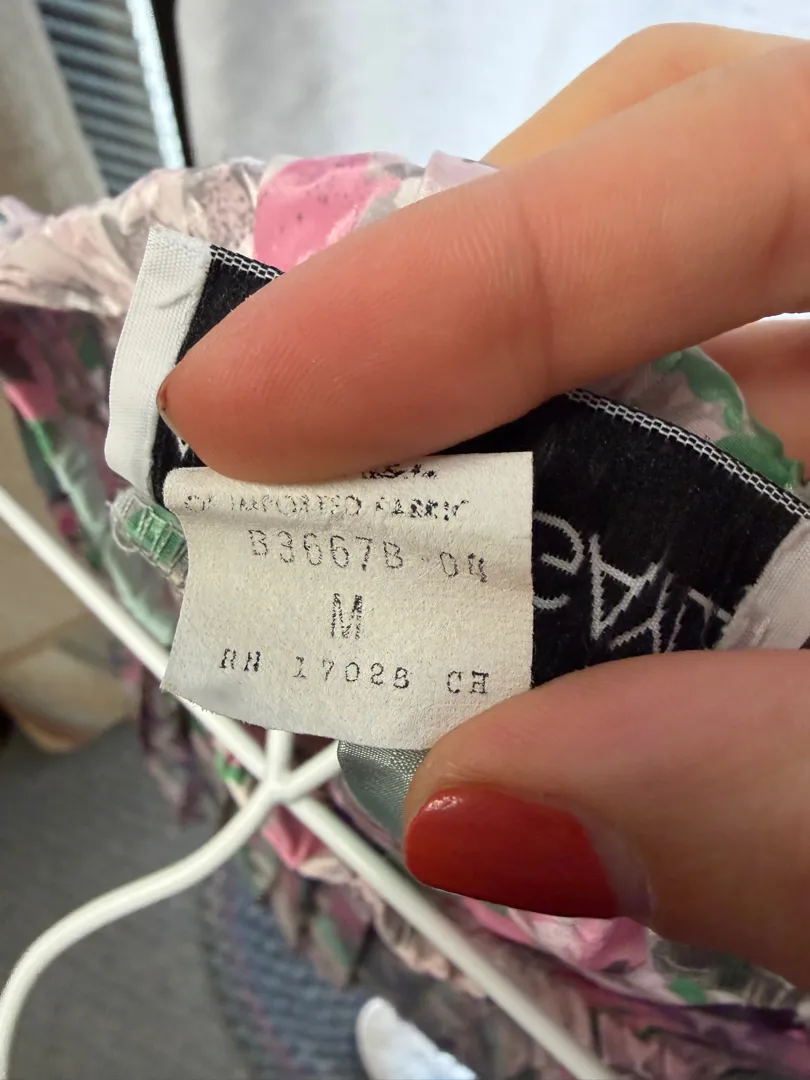 U.S.A.
OF IMPORTED FABRIC
B3667B 04
M
RN 17028 CH